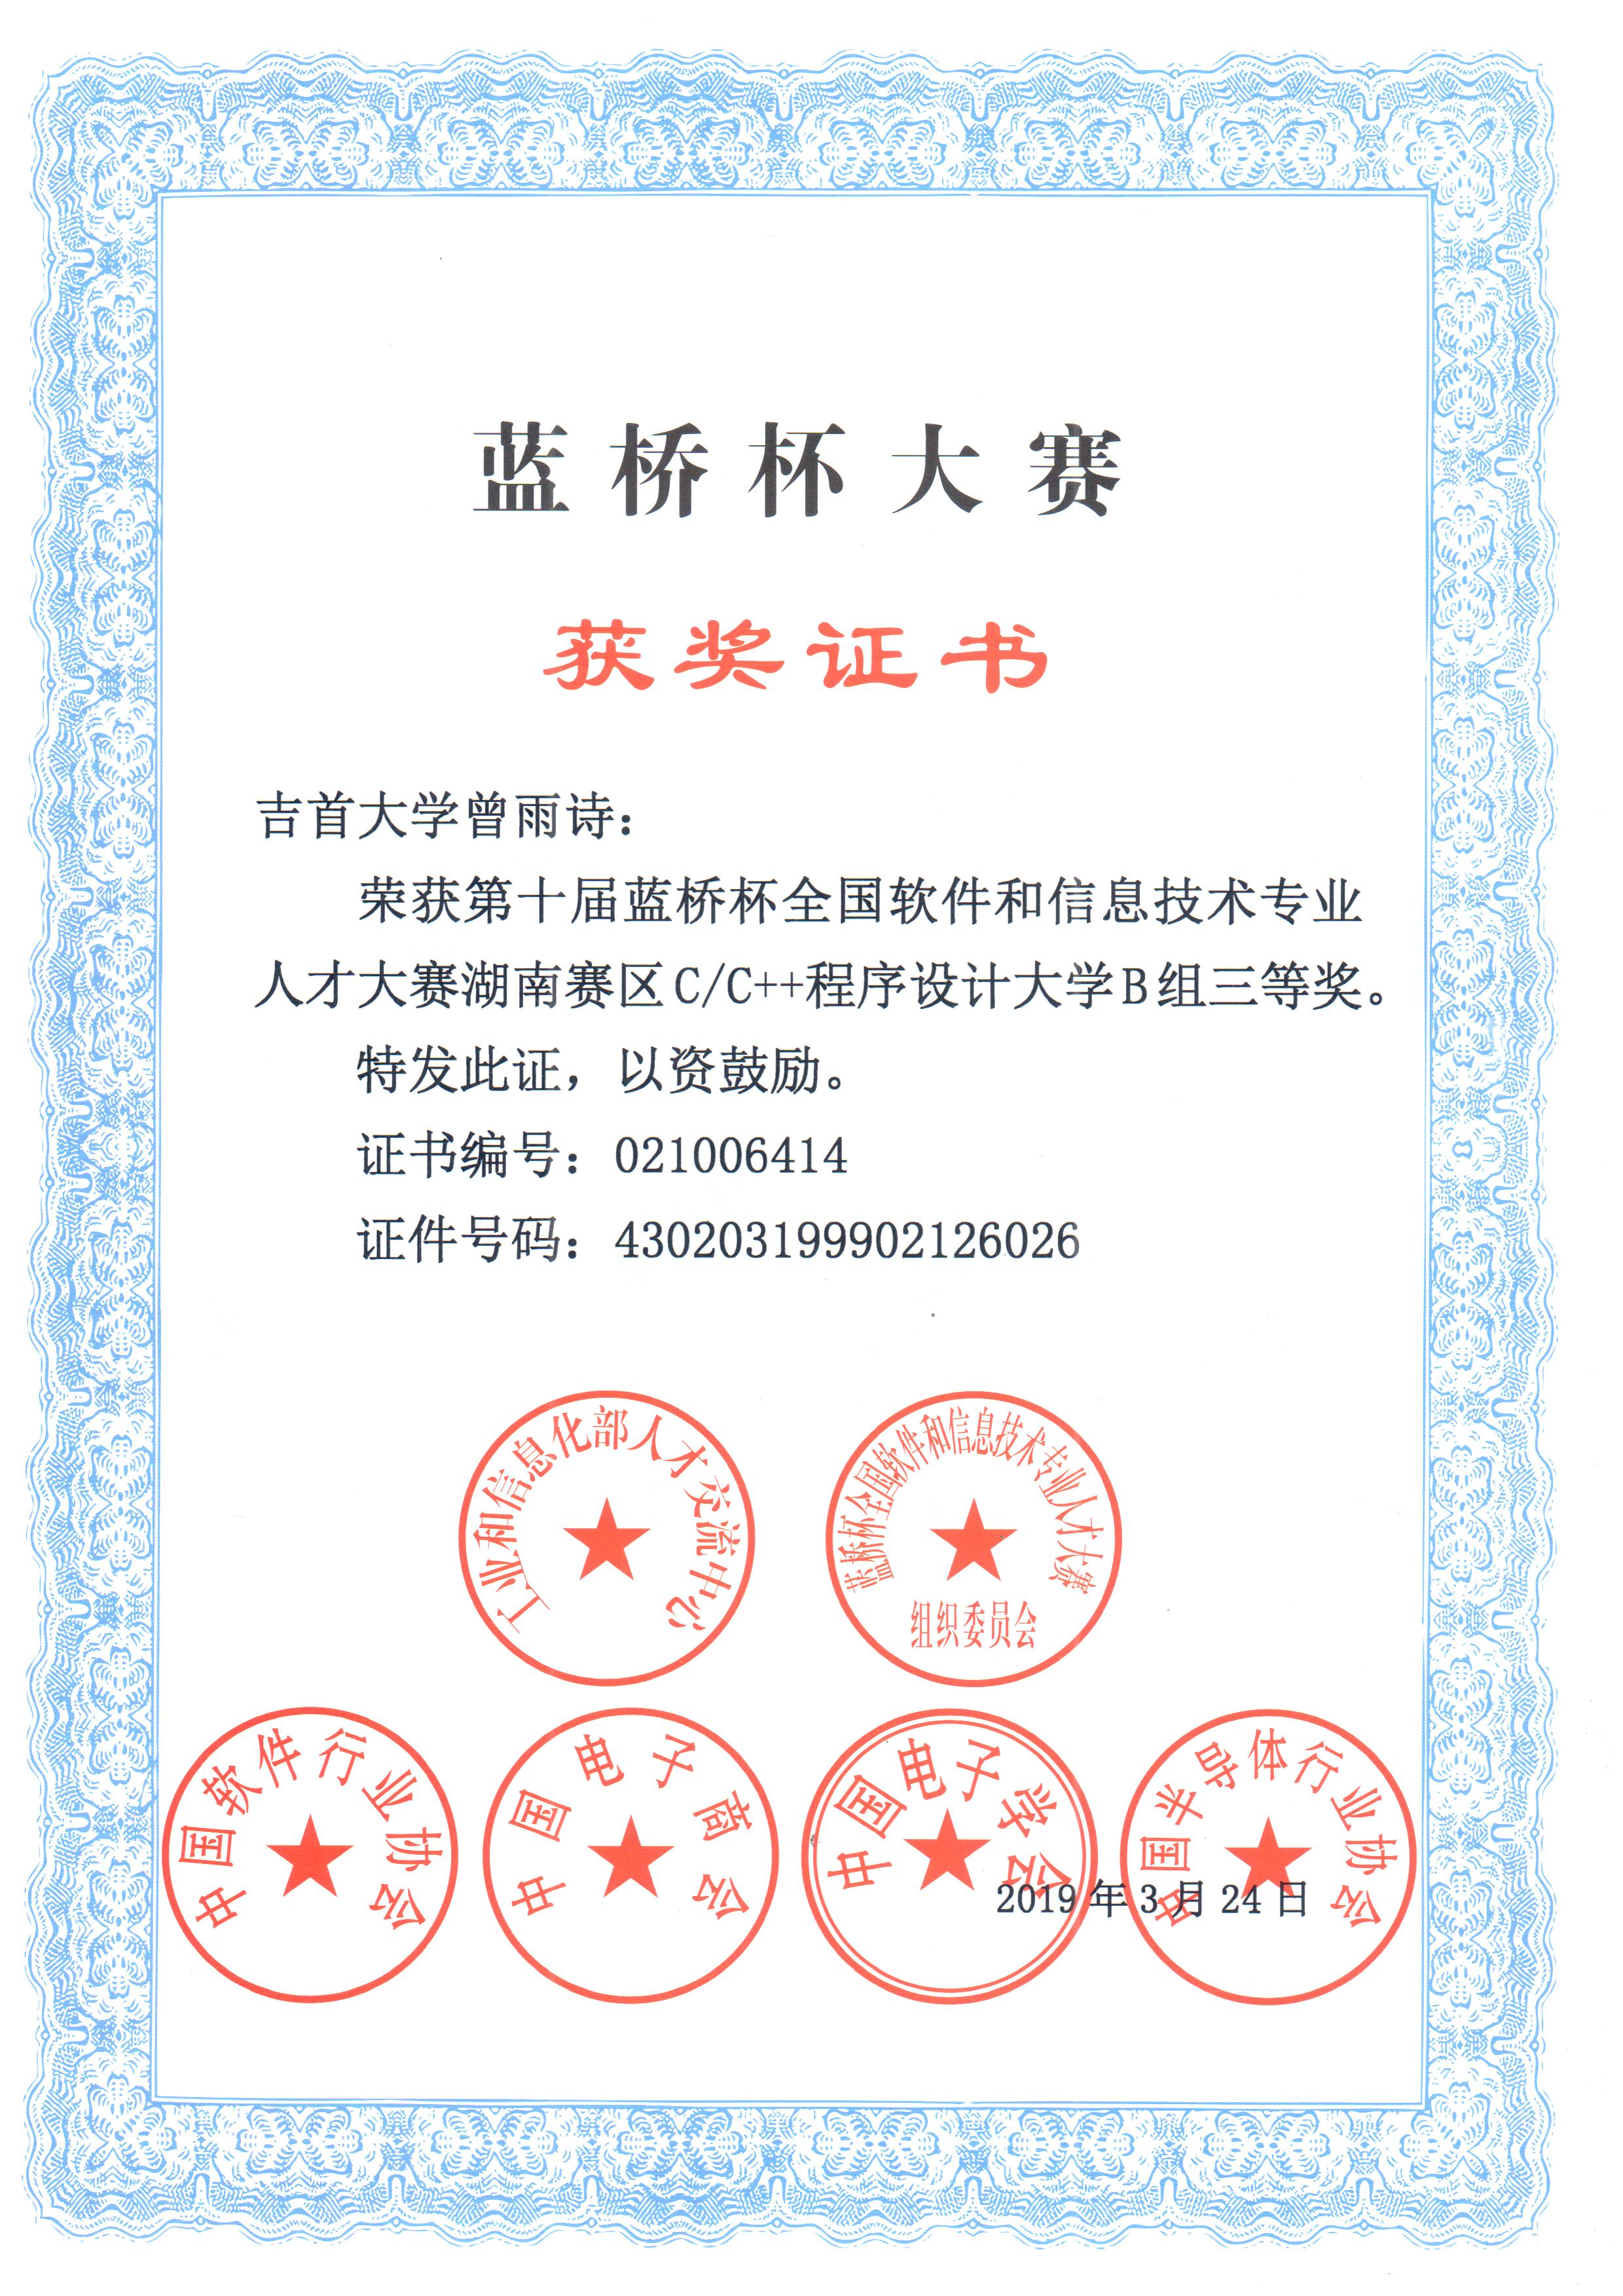 蓝桥杯大赛
获奖证书
吉首大学曾雨诗：
荣获第十届蓝桥杯全国软件和信息技术专业
人才大赛湖南赛区C/C++程序设计大学B组三等奖。
特发此证，以资鼓励。
证书编号：021006414
证件号码：430203199902126026
工业和信息化部人才交流中心
蓝桥杯全国软件和信息技术专业人才大赛
组织委员会
中国软件行业协会
中国电子商会
中国电子学会
中国半导体行业协会
2019年3月24日